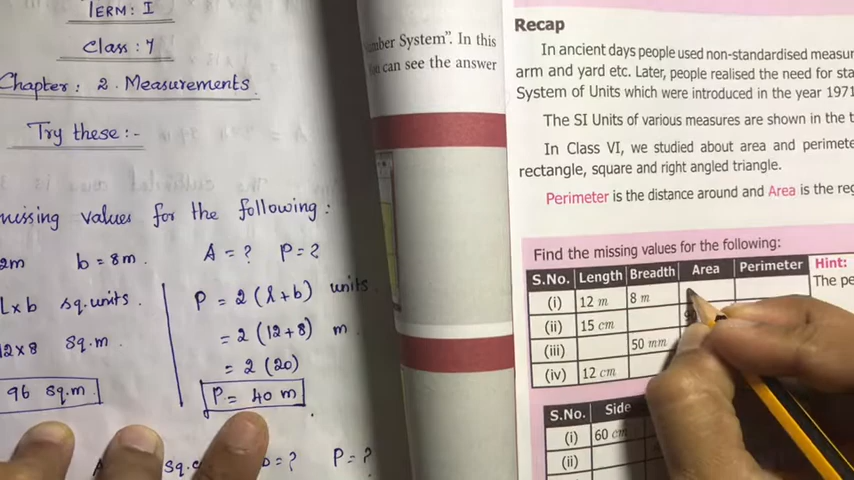 TERM: I
Class: 7
Chapter: 2. Measurements
Try these:-
missing values for the following:
2m b = 8m. A = ? P = ?
l x b sq.units.
12 x 8 sq.m.
96 sq.m.
P = 2 (l + b) units
= 2 (12 + 8) m.
= 2 (20)
P = 40 m.
sq.c = ? P = ?
mber System". In this
ou can see the answer
Recap
In ancient days people used non-standardised measur
arm and yard etc. Later, people realised the need for sta
System of Units which were introduced in the year 1971
The SI Units of various measures are shown in the t
In Class VI, we studied about area and perimete
rectangle, square and right angled triangle.
Perimeter is the distance around and Area is the reg
Find the missing values for the following:
S.No. Length Breadth Area Perimeter
(i) 12 m 8 m
(ii) 15 cm
(iii) 50 mm
(iv) 12 cm
Hint:
The pe
S.No. Side
(i) 60 cm
(ii)